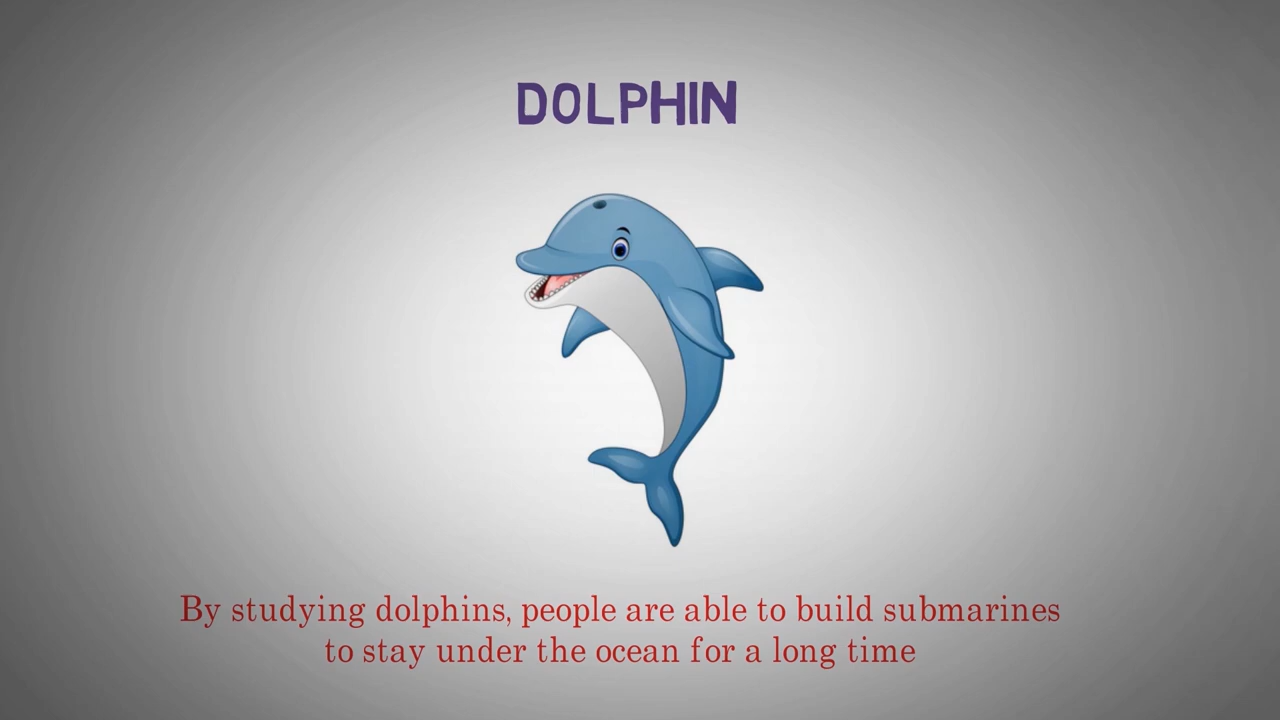 DOLPHIN
By studying dolphins, people are able to build submarines
to stay under the ocean for a long time